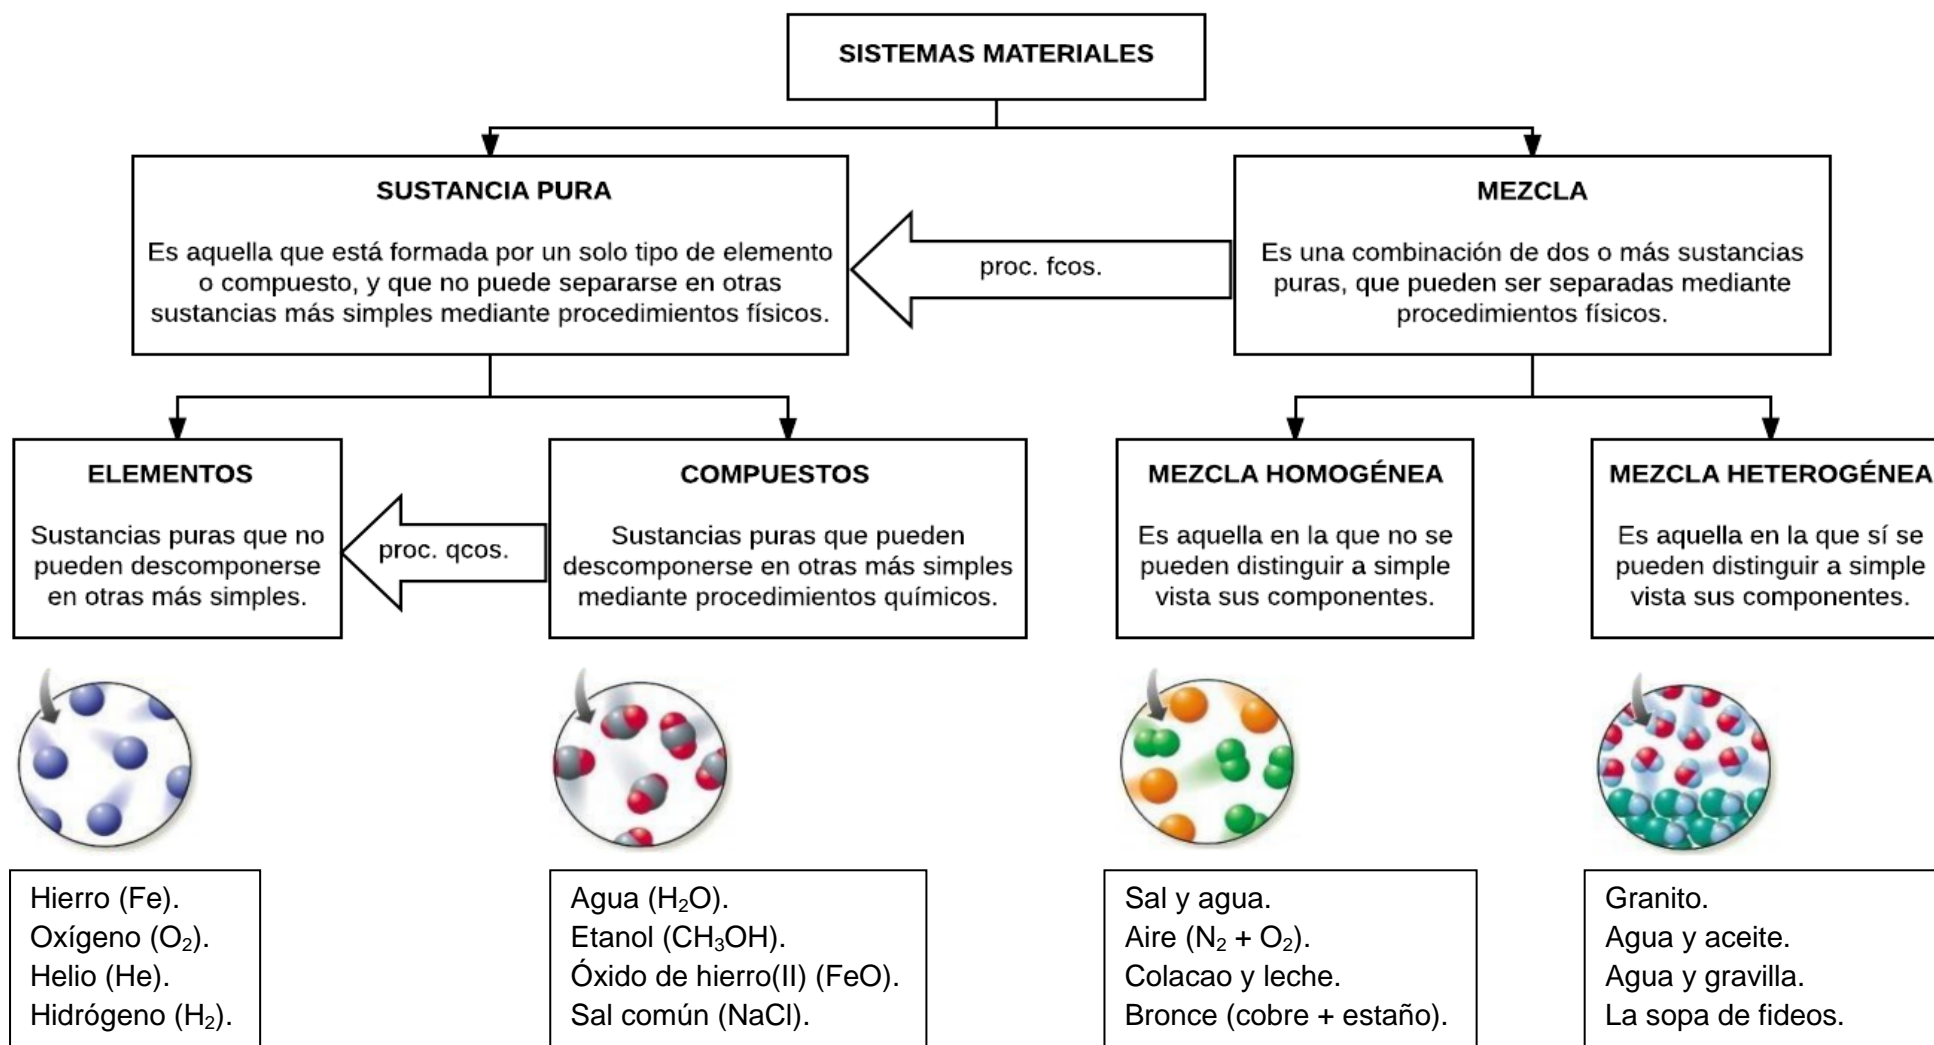 SISTEMAS MATERIALES
SUSTANCIA PURA
Es aquella que está formada por un solo tipo de elemento
o compuesto, y que no puede separarse en otras
sustancias más simples mediante procedimientos físicos.
proc. fcos.
MEZCLA
Es una combinación de dos o más sustancias
puras, que pueden ser separadas mediante
procedimientos físicos.
ELEMENTOS
Sustancias puras que no
pueden descomponerse
en otras más simples.
proc. qcos.
COMPUESTOS
Sustancias puras que pueden
descomponerse en otras más simples
mediante procedimientos químicos.
MEZCLA HOMOGÉNEA
Es aquella en la que no se
pueden distinguir a simple
vista sus componentes.
MEZCLA HETEROGÉNEA
Es aquella en la que sí se
pueden distinguir a simple
vista sus componentes.
Hierro (Fe).
Oxígeno (O₂).
Helio (He).
Hidrógeno (H₂).
Agua (H₂O).
Etanol (CH₃OH).
Óxido de hierro(II) (FeO).
Sal común (NaCl).
Sal y agua.
Aire (N₂ + O₂).
Colacao y leche.
Bronce (cobre + estaño).
Granito.
Agua y aceite.
Agua y gravilla.
La sopa de fideos.